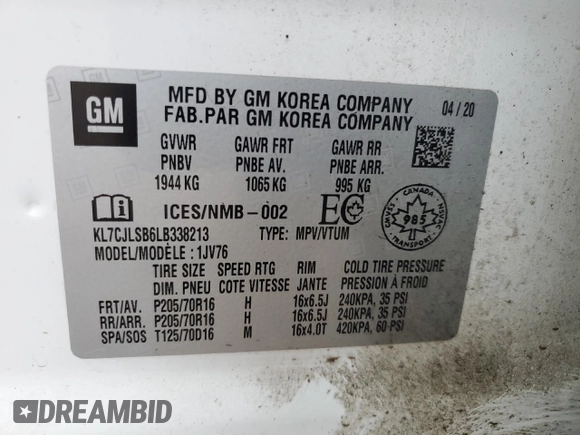 GM
MFD BY GM KOREA COMPANY 04 / 20
FAB.PAR GM KOREA COMPANY
GVWR GAWR FRT GAWR RR
PNBV PNBE AV. PNBE ARR.
1944 KG 1065 KG 995 KG
ICES/NMB-002 EC
CANADA
CMVSS NSVAC
985
TRANSPORT
KL7CJLSB6LB338213 TYPE: MPV/VTUM
MODEL/MODÈLE : 1JV76
TIRE SIZE SPEED RTG RIM COLD TIRE PRESSURE
DIM. PNEU COTE VITESSE JANTE PRESSION À FROID
FRT/AV. P205/70R16 H 16x6.5J 240KPA, 35 PSI
RR/ARR. P205/70R16 H 16x6.5J 240KPA, 35 PSI
SPA/SOS T125/70D16 M 16x4.0T 420KPA, 60 PSI
DREAMBID